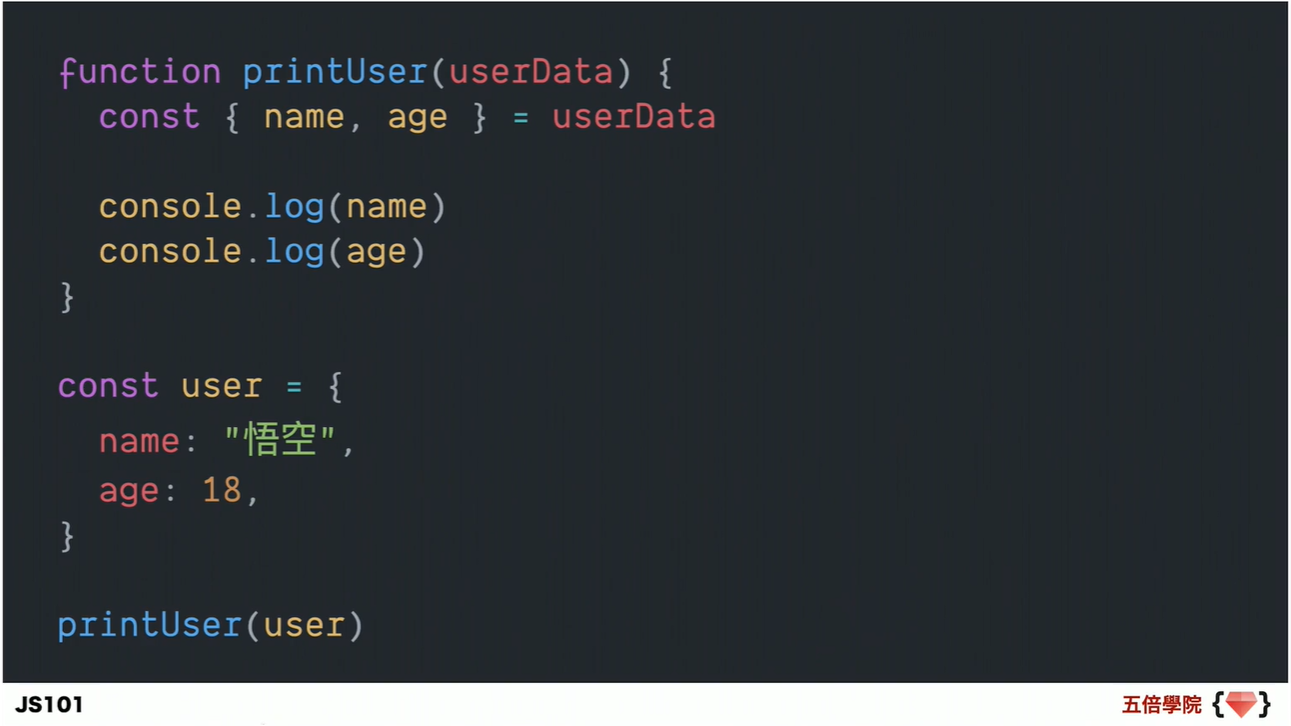 function printUser(userData) {
  const { name, age } = userData

  console.log(name)
  console.log(age)
}

const user = {
  name: "悟空",
  age: 18,
}

printUser(user)
JS101
五倍學院